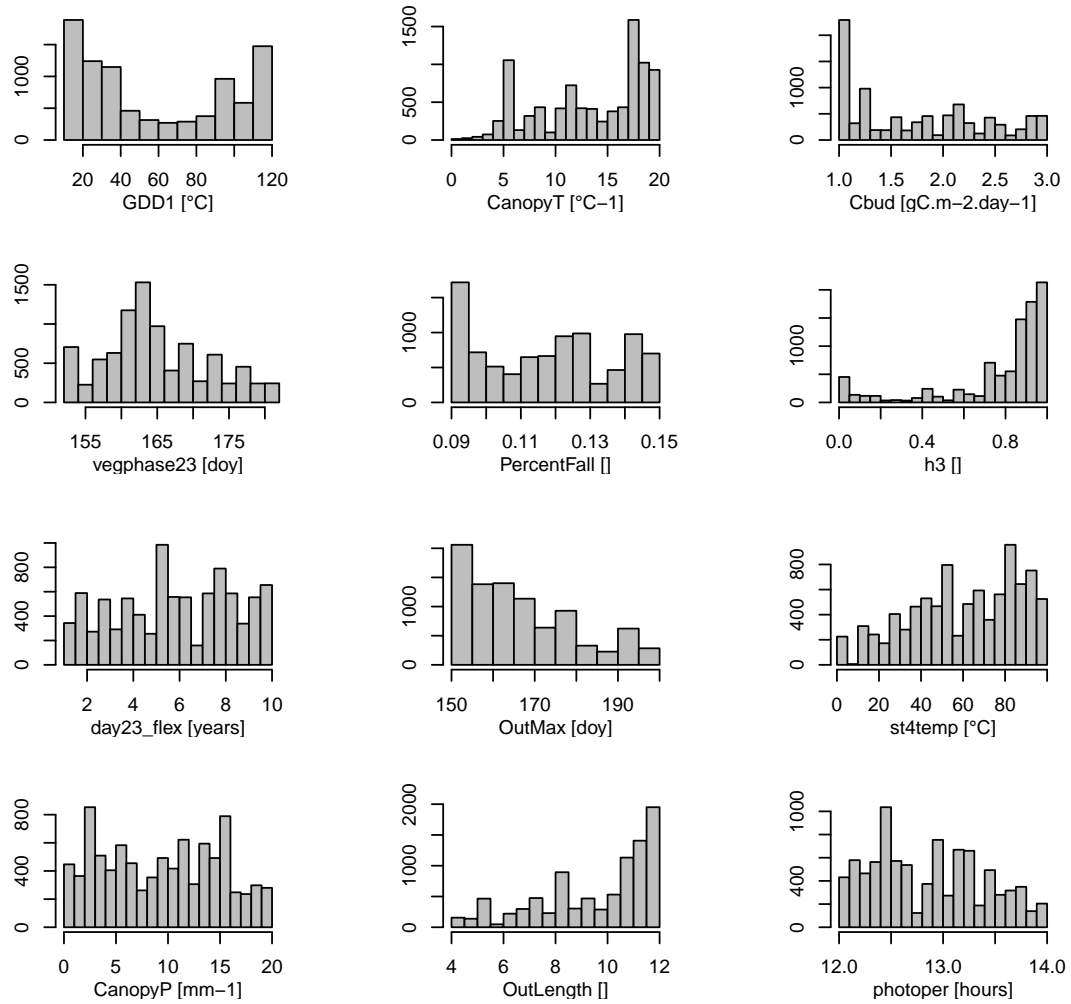 0 1000
20 40 60 80 120
GDD1 [°C]
0 500 1500
0 5 10 15 20
CanopyT [°C−1]
0 1000
1.0 1.5 2.0 2.5 3.0
Cbud [gC.m−2.day−1]
0 500 1500
155 165 175
vegphase23 [doy]
0 1000
0.09 0.11 0.13 0.15
PercentFall []
0 1000
0.0 0.4 0.8
h3 []
0 400 800
2 4 6 8 10
day23_flex [years]
0 1000
150 170 190
OutMax [doy]
0 400 800
0 20 40 60 80
st4temp [°C]
0 400 800
0 5 10 15 20
CanopyP [mm−1]
0 1000 2000
4 6 8 10 12
OutLength []
0 400 1000
12.0 13.0 14.0
photoper [hours]